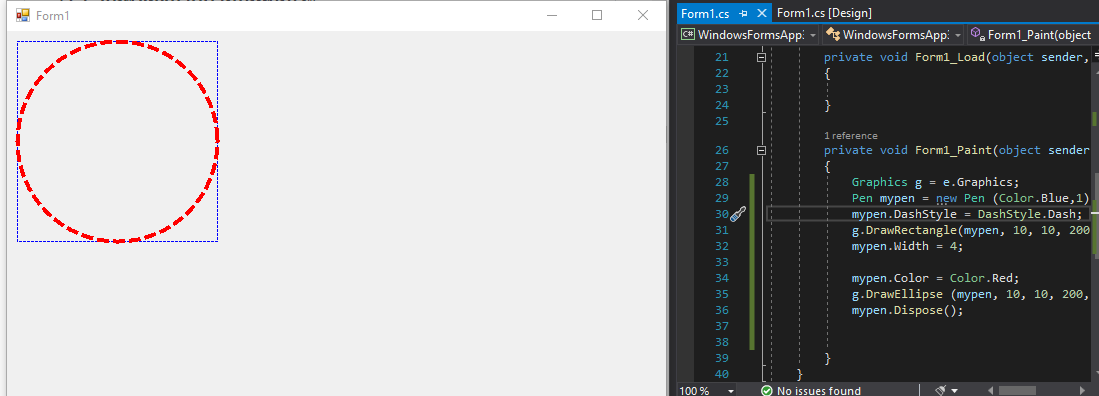 Form1
Form1.cs
Form1.cs [Design]
C# WindowsFormsApp
WindowsFormsApp
Form1_Paint(object
21 private void Form1_Load(object sender,
22 {
23
24 }
25
1 reference
26 private void Form1_Paint(object sender
27 {
28 Graphics g = e.Graphics;
29 Pen mypen = new Pen (Color.Blue,1)
30 mypen.DashStyle = DashStyle.Dash;
31 g.DrawRectangle(mypen, 10, 10, 200
32 mypen.Width = 4;
33
34 mypen.Color = Color.Red;
35 g.DrawEllipse (mypen, 10, 10, 200,
36 mypen.Dispose();
37
38
39 }
40 }
100 %
No issues found